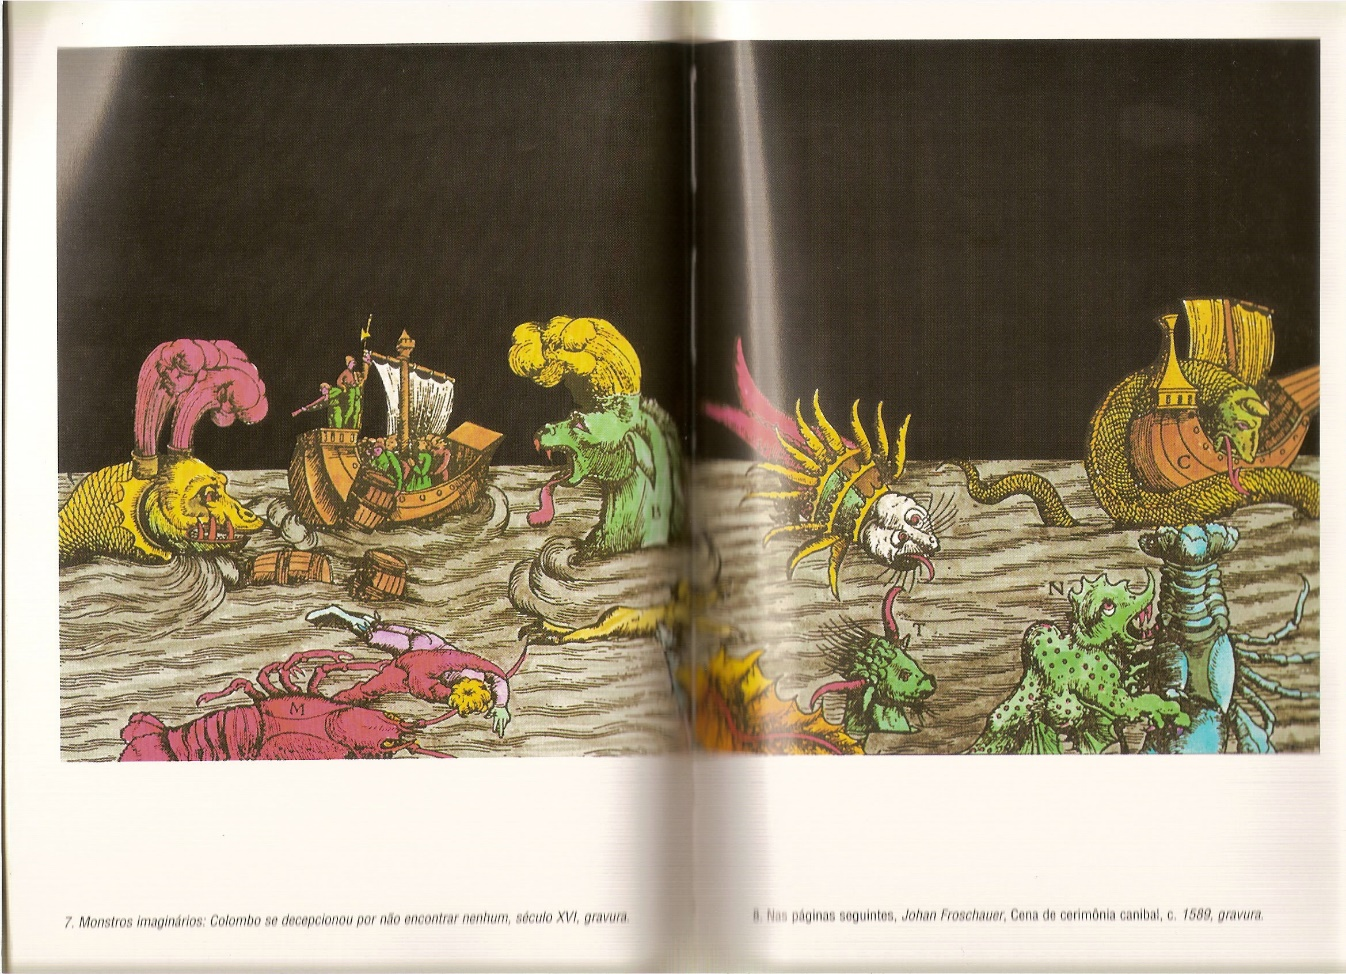 C
B
N
T
M
7. Monstros imaginários: Colombo se decepcionou por não encontrar nenhum, século XVI, gravura.
8. Nas páginas seguintes, Johan Froschauer, Cena de cerimônia canibal, c. 1589, gravura.